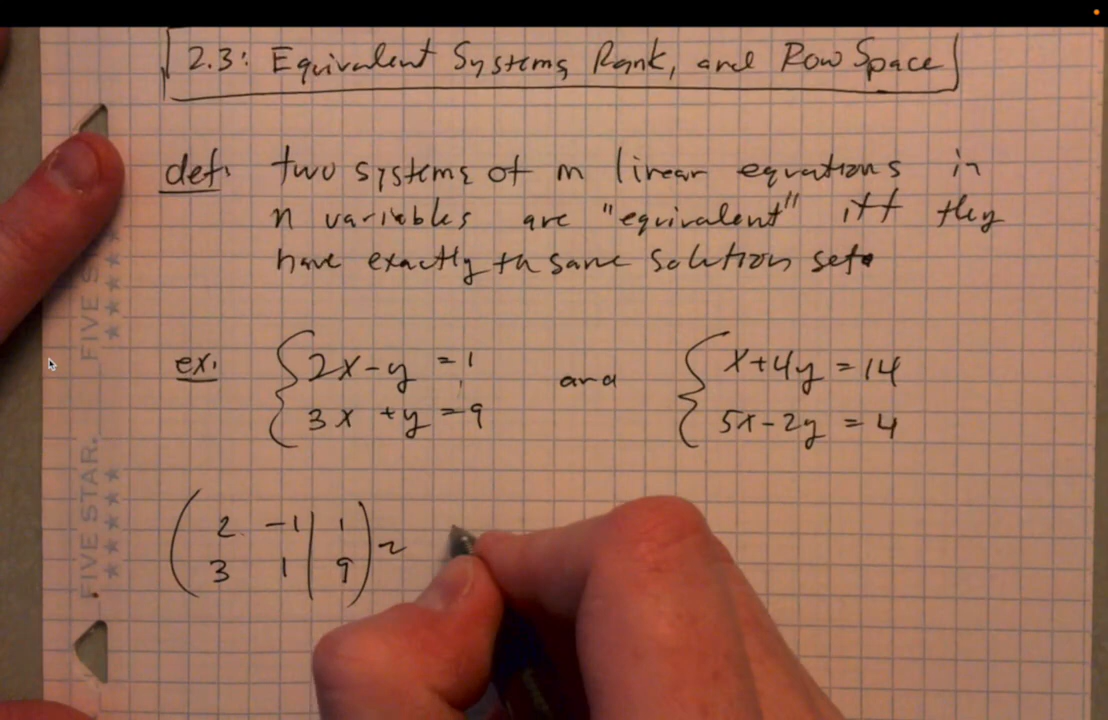 2.3: Equivalent Systems, Rank, and Row Space
def: two systems of m linear equations in
n variables are "equivalent" iff they
have exactly th same solution set.
ex: { 2x - y = 1 and { x + 4y = 14
3x + y = 9 5x - 2y = 4
( 2 -1 | 1 ) ~
3 1 | 9
FIVE STAR.
★★★★
FIVE STAR
★★★★